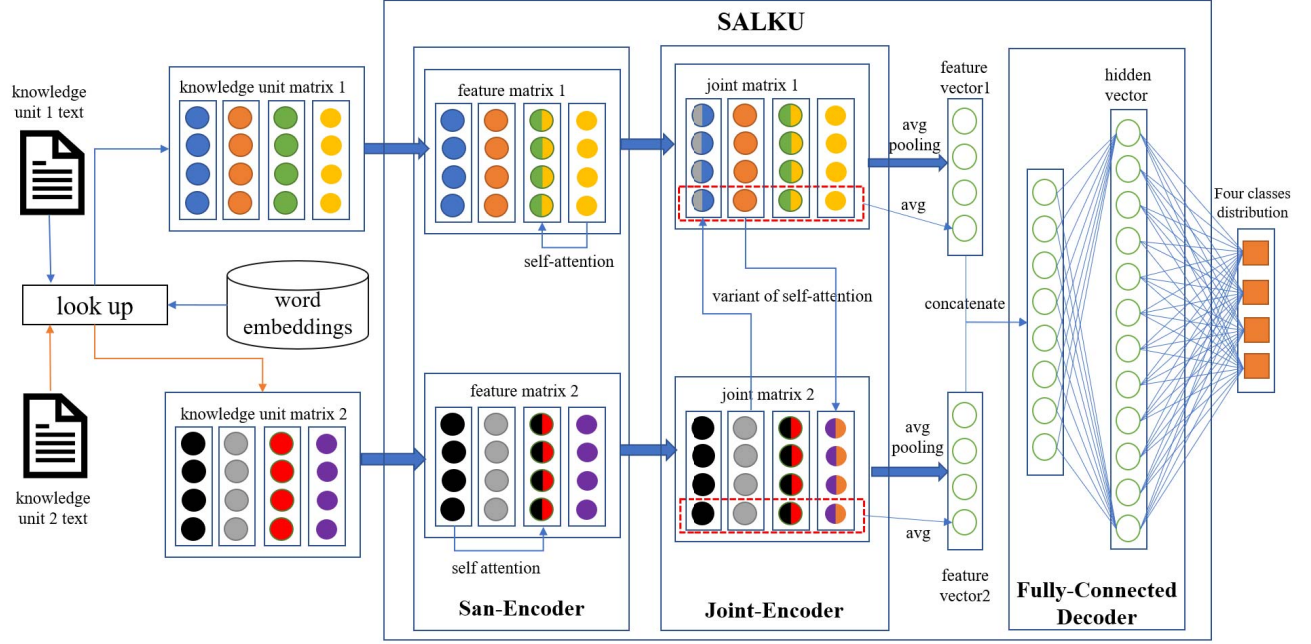 SALKU
knowledge
unit 1 text
knowledge unit matrix 1
feature matrix 1
joint matrix 1
feature
vector1
hidden
vector
avg
pooling
avg
Four classes
distribution
self-attention
look up
word
embeddings
variant of self-attention
concatenate
knowledge unit matrix 2
feature matrix 2
joint matrix 2
avg
pooling
avg
knowledge
unit 2 text
self attention
feature
vector2
San-Encoder
Joint-Encoder
Fully-Connected
Decoder